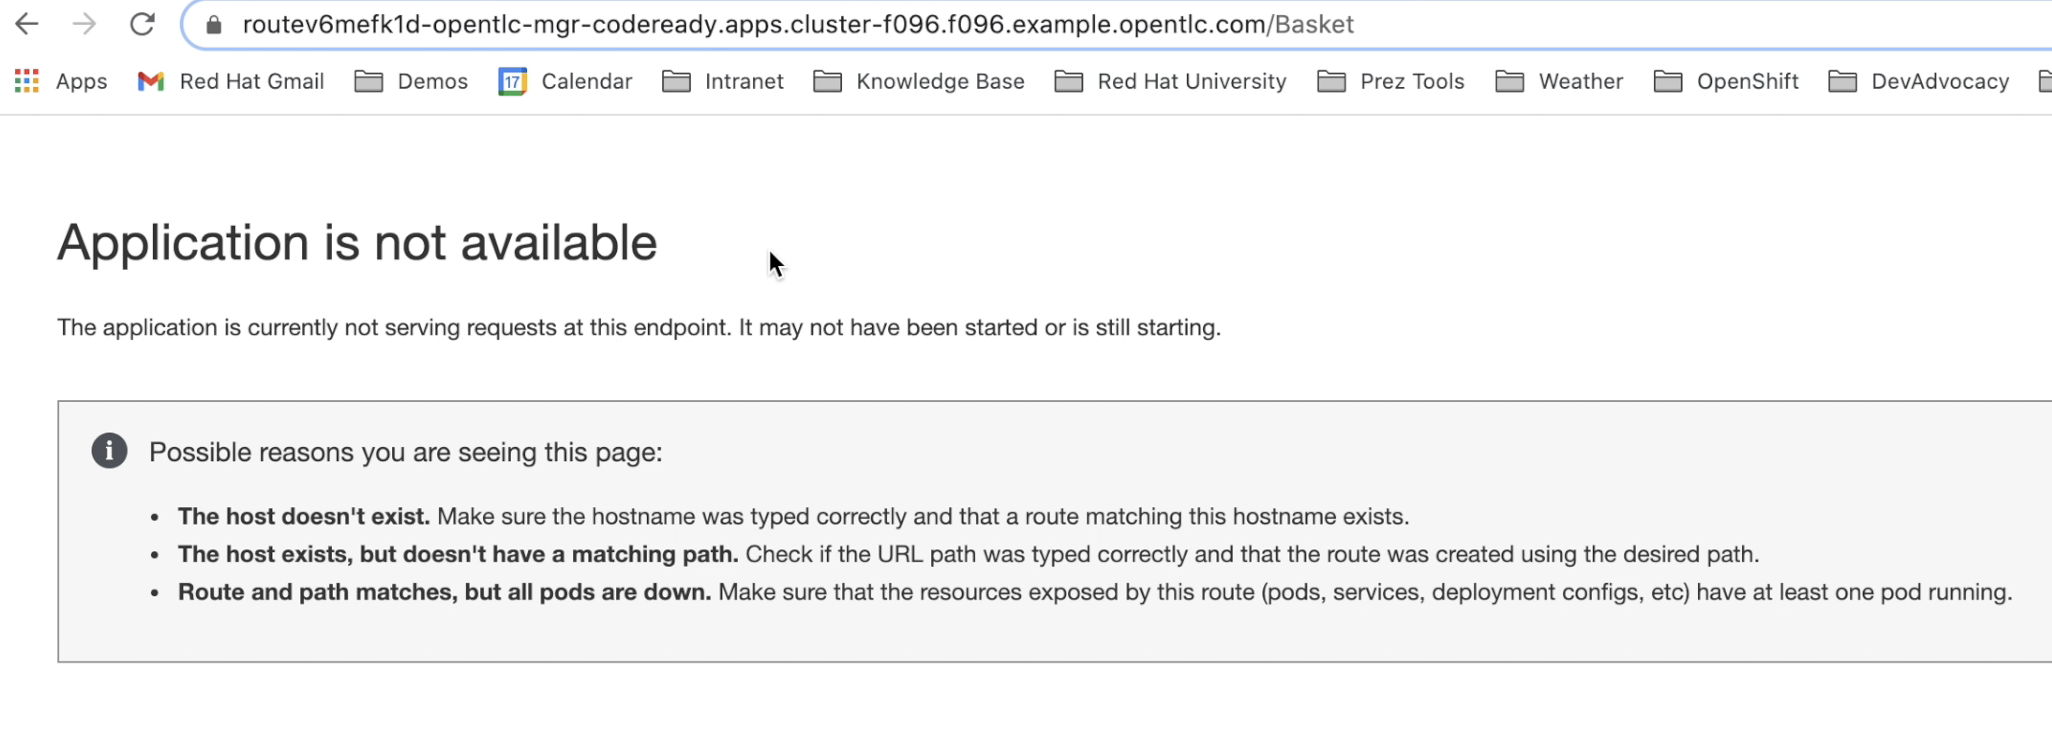 routev6mefk1d-opentlc-mgr-codeready.apps.cluster-f096.f096.example.opentlc.com/Basket
Apps Red Hat Gmail Demos 17 Calendar Intranet Knowledge Base Red Hat University Prez Tools Weather OpenShift DevAdvocacy
Application is not available
The application is currently not serving requests at this endpoint. It may not have been started or is still starting.
i Possible reasons you are seeing this page:
• The host doesn't exist. Make sure the hostname was typed correctly and that a route matching this hostname exists.
• The host exists, but doesn't have a matching path. Check if the URL path was typed correctly and that the route was created using the desired path.
• Route and path matches, but all pods are down. Make sure that the resources exposed by this route (pods, services, deployment configs, etc) have at least one pod running.